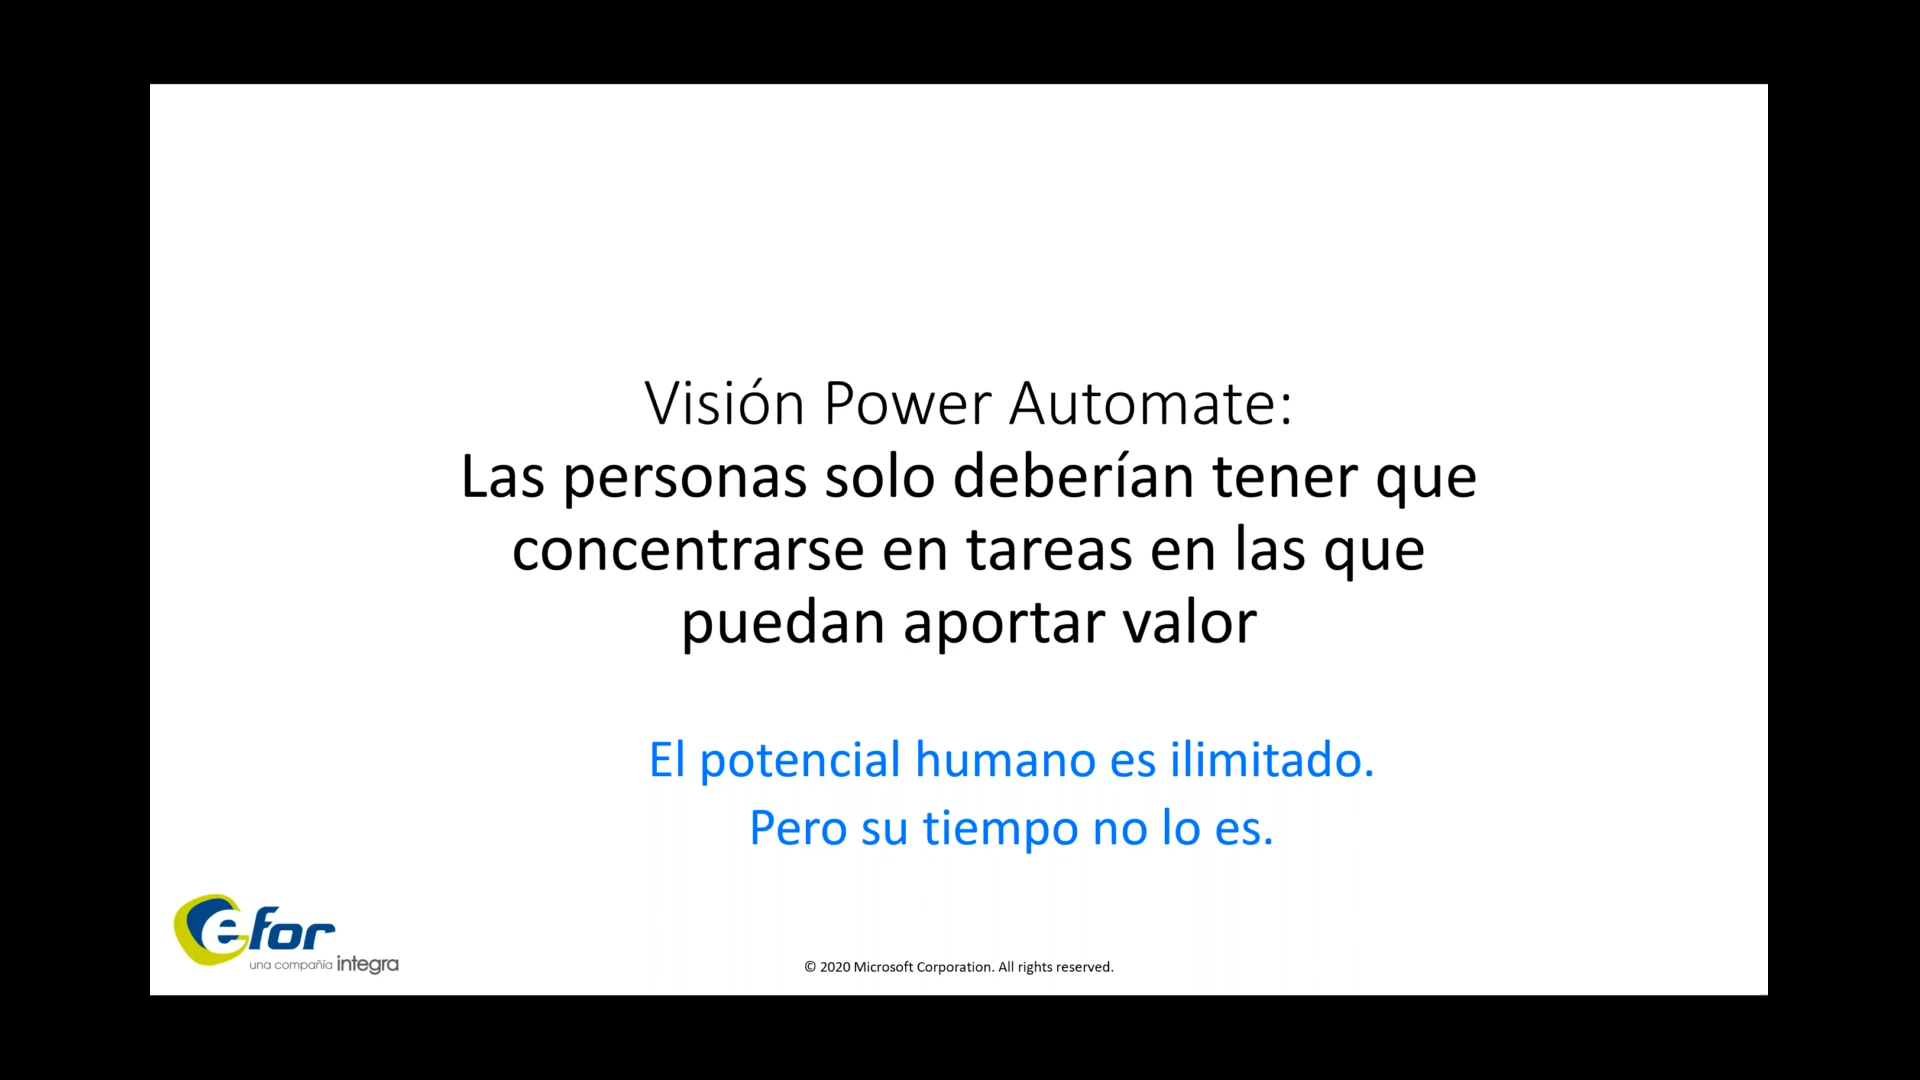 Visión Power Automate:
Las personas solo deberían tener que
concentrarse en tareas en las que
puedan aportar valor
El potencial humano es ilimitado.
Pero su tiempo no lo es.
efor
una compañía integra
© 2020 Microsoft Corporation. All rights reserved.